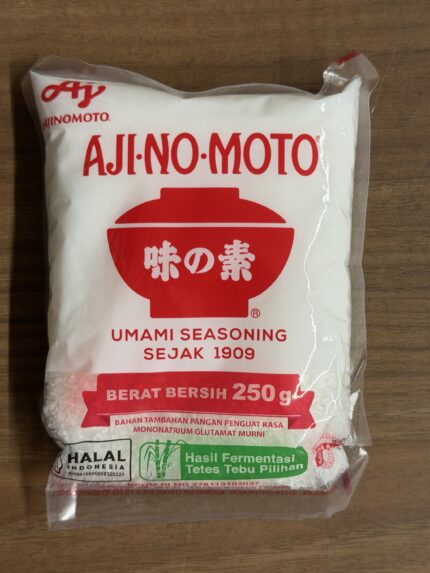 AJINOMOTO.
AJI-NO-MOTO®
味の素
®
UMAMI SEASONING
SEJAK 1909
BERAT BERSIH 250 g
BAHAN TAMBAHAN PANGAN PENGUAT RASA
MONONATRIUM GLUTAMAT MURNI
HALAL
INDONESIA
Hasil Fermentasi
Tetes Tebu Pilihan